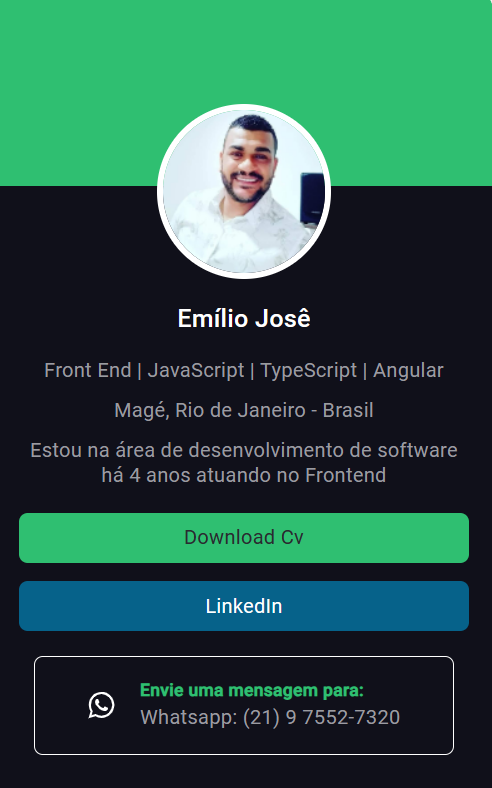 Emílio Josê
Front End | JavaScript | TypeScript | Angular
Magé, Rio de Janeiro - Brasil
Estou na área de desenvolvimento de software
há 4 anos atuando no Frontend
Download Cv
LinkedIn
Envie uma mensagem para:
Whatsapp: (21) 9 7552-7320